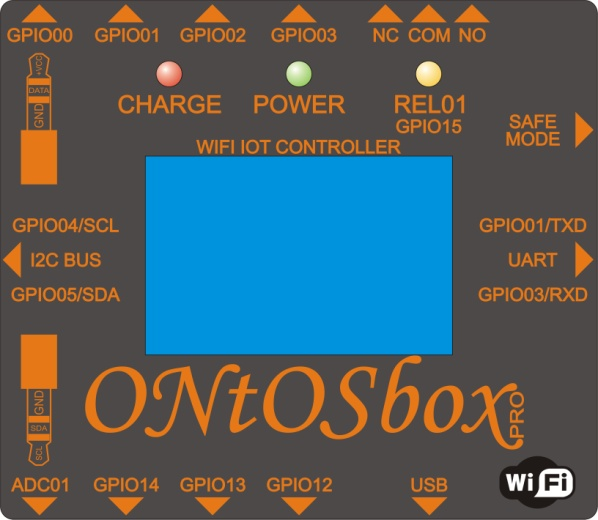 GPIO00 GPIO01 GPIO02 GPIO03 NC COM NO
+VCC
DATA
GND
CHARGE POWER REL01
GPIO15
SAFE
MODE
WIFI IOT CONTROLLER
GPIO04/SCL GPIO01/TXD
I2C BUS UART
GPIO05/SDA GPIO03/RXD
GND
SDA
SCL
ONtOSbox PRO
ADC01 GPIO14 GPIO13 GPIO12 USB
Wi Fi